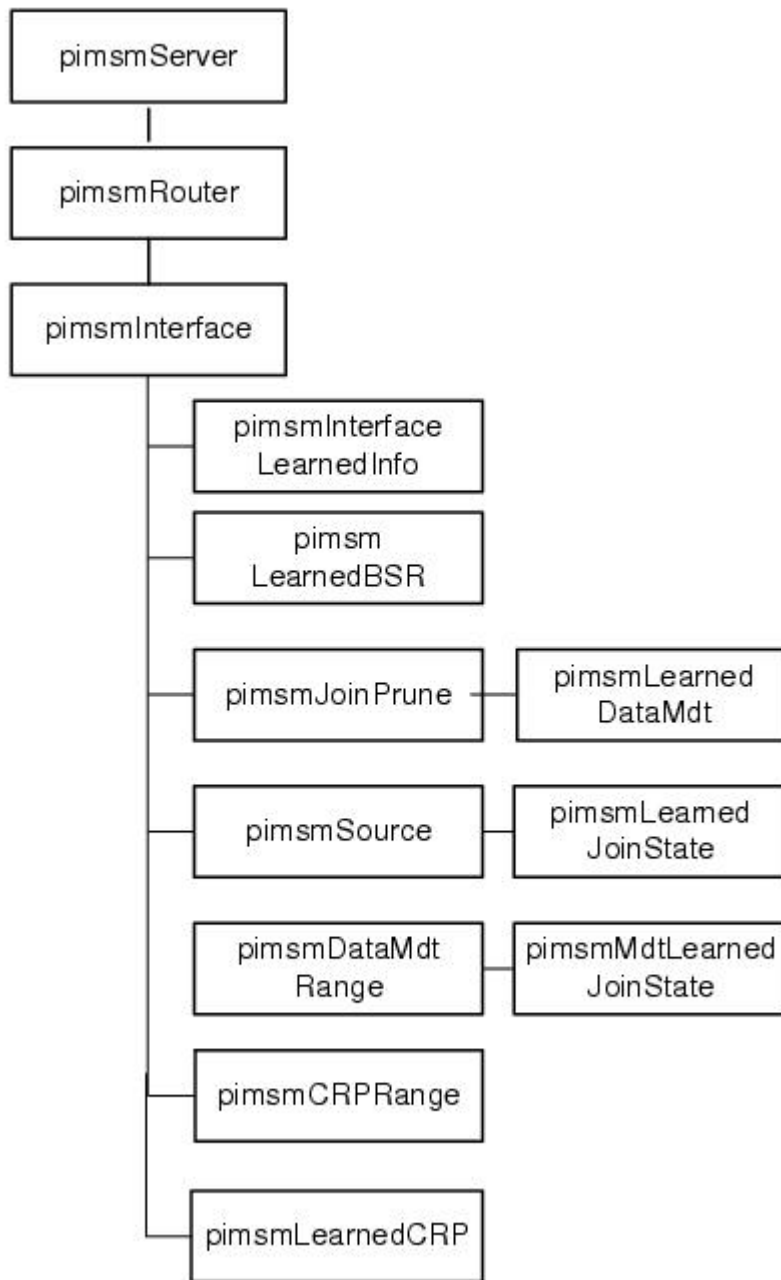 pimsmServer
pimsmRouter
pimsmInterface
pimsmInterface
LearnedInfo
pimsm
LearnedBSR
pimsmJoinPrune
pimsmLearned
DataMdt
pimsmSource
pimsmLearned
JoinState
pimsmDataMdt
Range
pimsmMdtLearned
JoinState
pimsmCRPRange
pimsmLearnedCRP